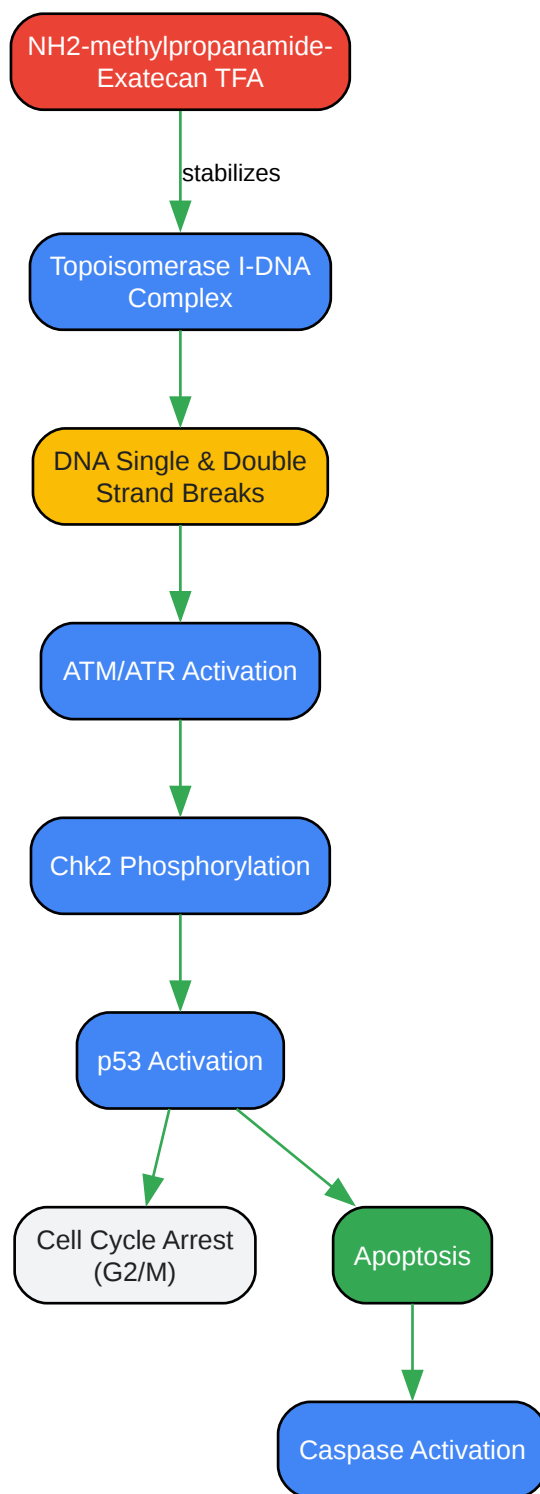 NH2-methylpropanamide-
Exatecan TFA
stabilizes
Topoisomerase I-DNA
Complex
DNA Single & Double
Strand Breaks
ATM/ATR Activation
Chk2 Phosphorylation
p53 Activation
Cell Cycle Arrest
(G2/M)
Apoptosis
Caspase Activation